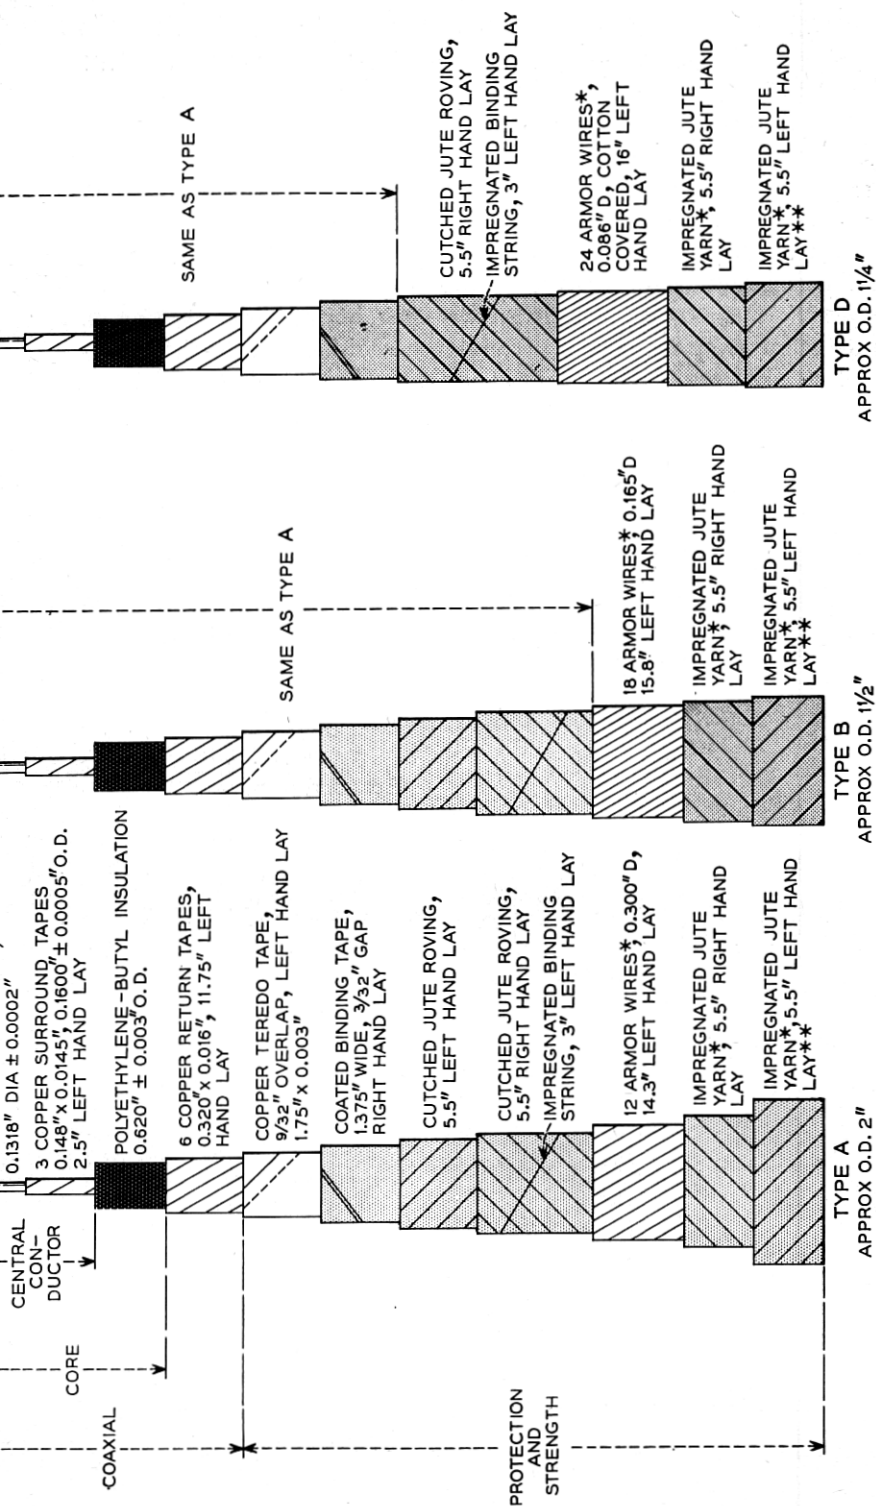 0.1318" DIA ± 0.0002"
3 COPPER SURROUND TAPES
0.148" X 0.0145", 0.1600" ± 0.0005" O.D.
2.5" LEFT HAND LAY
POLYETHYLENE-BUTYL INSULATION
0.620" ± 0.003" O.D.
6 COPPER RETURN TAPES,
0.320" X 0.016", 11.75" LEFT
HAND LAY
COPPER TEREDO TAPE,
9/32" OVERLAP, LEFT HAND LAY
1.75" X 0.003"
COATED BINDING TAPE,
1.375" WIDE, 3/32" GAP
RIGHT HAND LAY
CUTCHED JUTE ROVING,
5.5" LEFT HAND LAY
CUTCHED JUTE ROVING,
5.5" RIGHT HAND LAY
IMPREGNATED BINDING
STRING, 3" LEFT HAND LAY
12 ARMOR WIRES*, 0.300" D,
14.3" LEFT HAND LAY
IMPREGNATED JUTE
YARN*, 5.5" RIGHT HAND
LAY
IMPREGNATED JUTE
YARN*, 5.5" LEFT HAND
LAY**
CENTRAL
CON-
DUCTOR
CORE
COAXIAL
PROTECTION
AND
STRENGTH
TYPE A
APPROX O.D. 2"
SAME AS TYPE A
18 ARMOR WIRES*, 0.165" D
15.8" LEFT HAND LAY
IMPREGNATED JUTE
YARN*, 5.5" RIGHT HAND
LAY
IMPREGNATED JUTE
YARN*, 5.5" LEFT HAND
LAY**
TYPE B
APPROX O.D. 1½"
SAME AS TYPE A
CUTCHED JUTE ROVING,
5.5" RIGHT HAND LAY
IMPREGNATED BINDING
STRING, 3" LEFT HAND LAY
24 ARMOR WIRES*,
0.086" D, COTTON
COVERED, 16" LEFT
HAND LAY
IMPREGNATED JUTE
YARN*, 5.5" RIGHT HAND
LAY
IMPREGNATED JUTE
YARN*, 5.5" LEFT HAND
LAY**
TYPE D
APPROX O.D. 1¼"